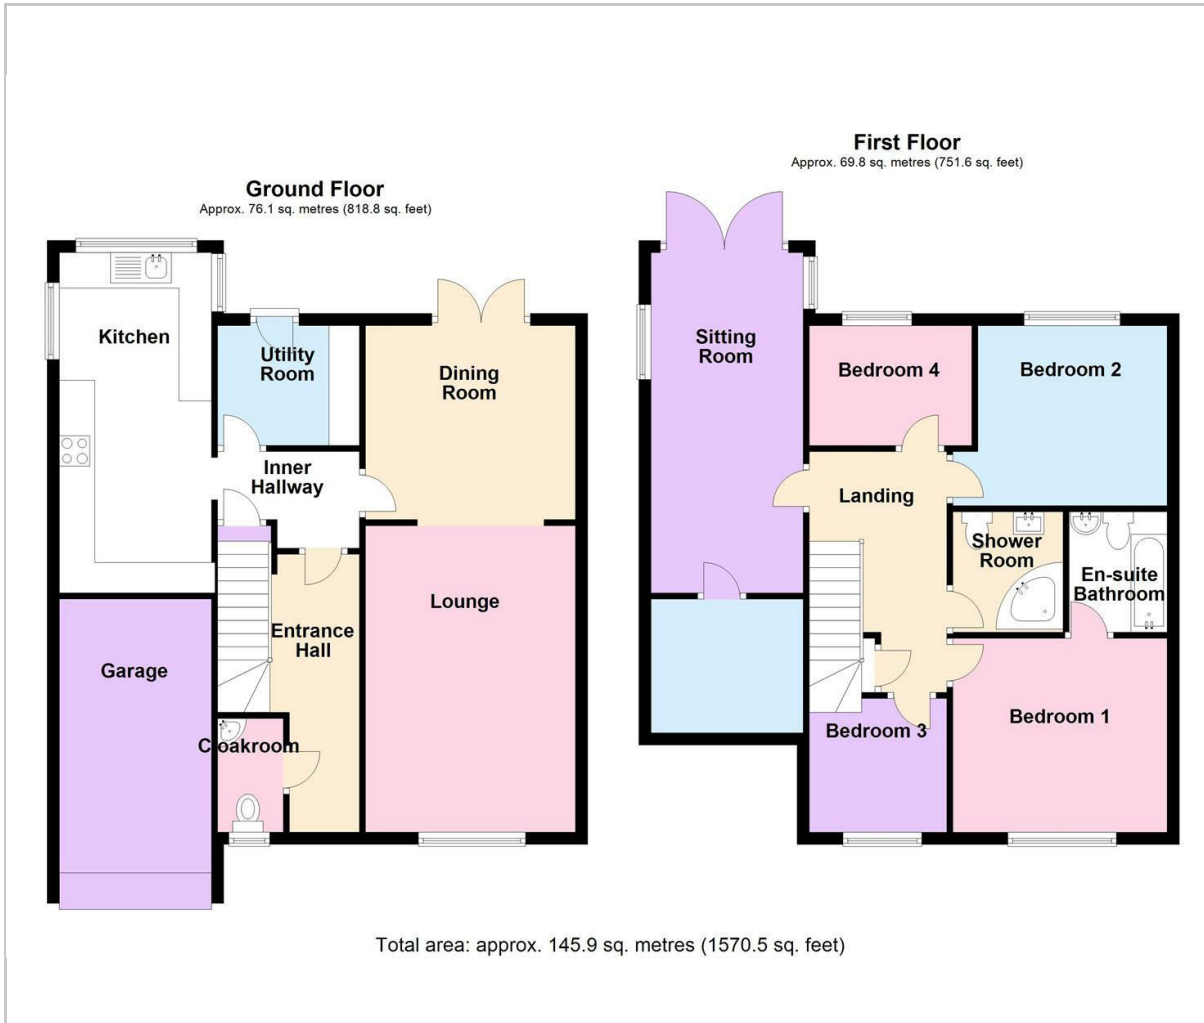 First Floor
Approx. 69.8 sq. metres (751.6 sq. feet)
Ground Floor
Approx. 76.1 sq. metres (818.8 sq. feet)
Kitchen
Utility
Room
Dining
Room
Inner
Hallway
Lounge
Entrance
Hall
Garage
Cloakroom
Sitting
Room
Bedroom 4
Bedroom 2
Landing
Shower
Room
En-suite
Bathroom
Bedroom 1
Bedroom 3
Total area: approx. 145.9 sq. metres (1570.5 sq. feet)